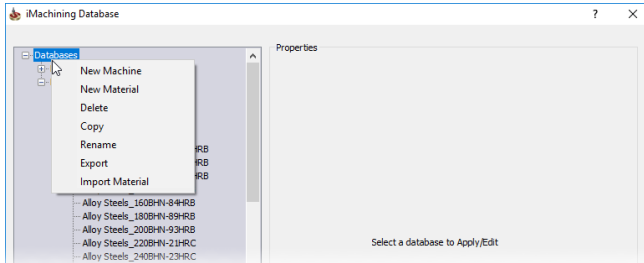 iMachining Database
? ×
Databases
Properties
New Machine
New Material
Delete
Copy
Rename
HRB
Export
HRB
Import Material
HRB
Alloy Steels_160BHN-84HRB
Alloy Steels_180BHN-89HRB
Alloy Steels_200BHN-93HRB
Alloy Steels_220BHN-21HRC
Select a database to Apply/Edit
Alloy Steels_240BHN-23HRC